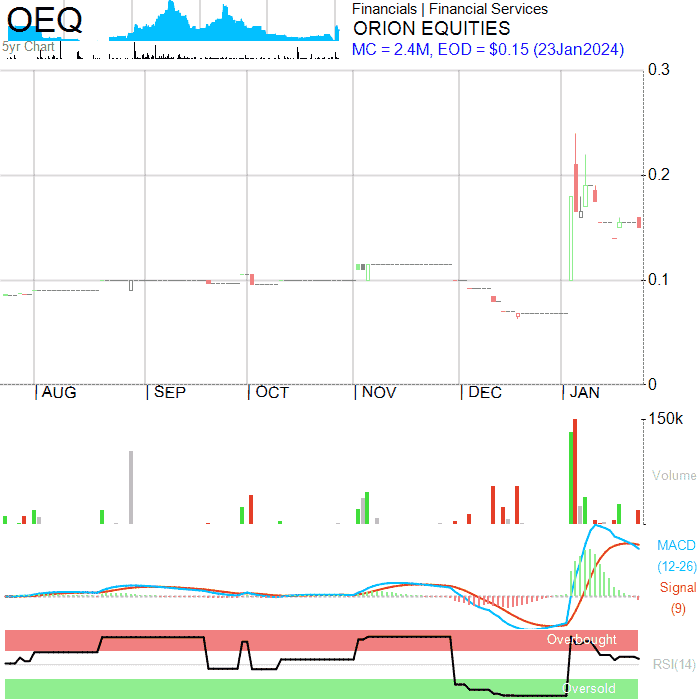 OEQ
5yr Chart
Financials | Financial Services
ORION EQUITIES
MC = 2.4M, EOD = $0.15 (23Jan2024)
0.3
0.2
0.1
0
AUG SEP OCT NOV DEC JAN
150k
Volume
MACD
(12-26)
Signal
(9)
Overbought
RSI(14)
Oversold